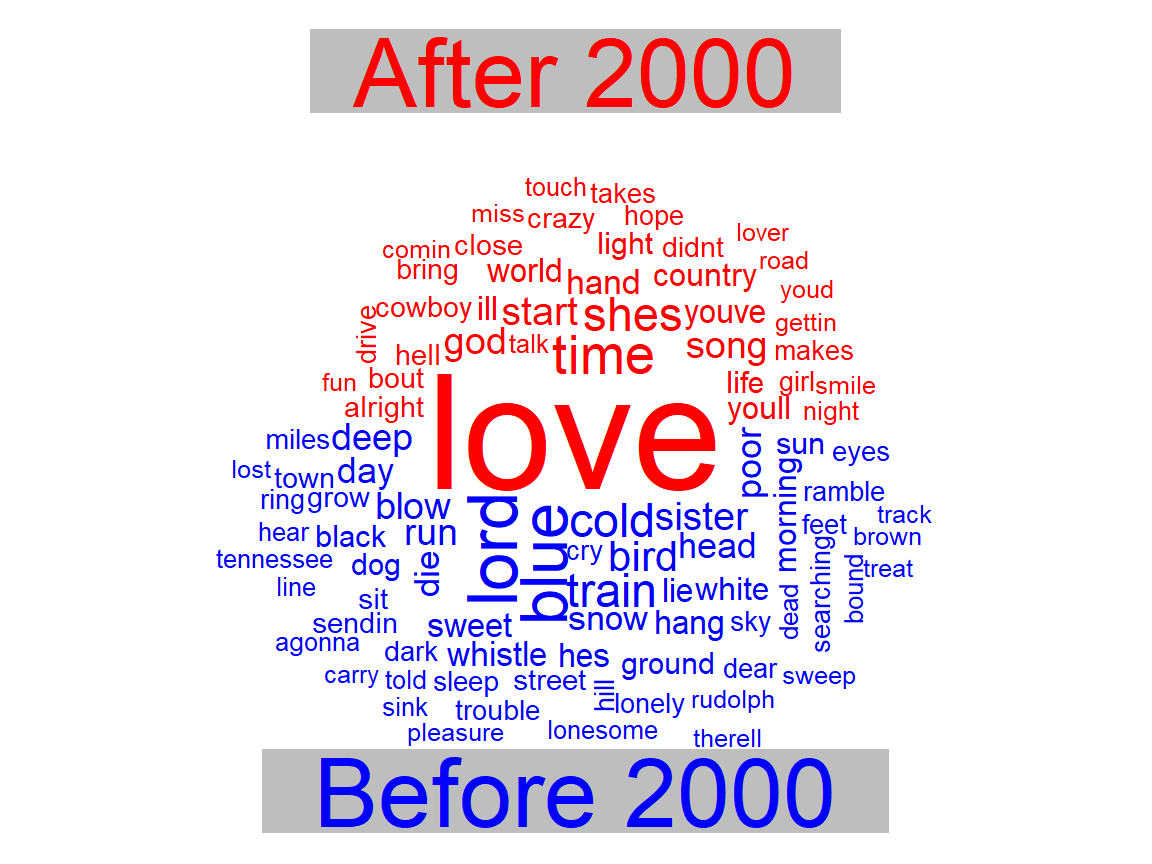 After 2000
touch takes
miss crazy hope
comin close light didnt lover
bring world hand country road
youd
cowboy ill start shes youve gettin
drive hell god talk time song makes
fun bout life girl smile
alright love youll night
miles deep poor sun eyes
lost town day morning
ring grow blow lord blue cold sister ramble
hear black run cry bird head feet track
brown
tennessee dog die train lie white searching bound treat
line sit dead
sendin sweet snow hang sky
agonna dark whistle hes ground dear
carry told sleep street hill sweep
sink trouble lonely rudolph
pleasure lonesome therell
Before 2000